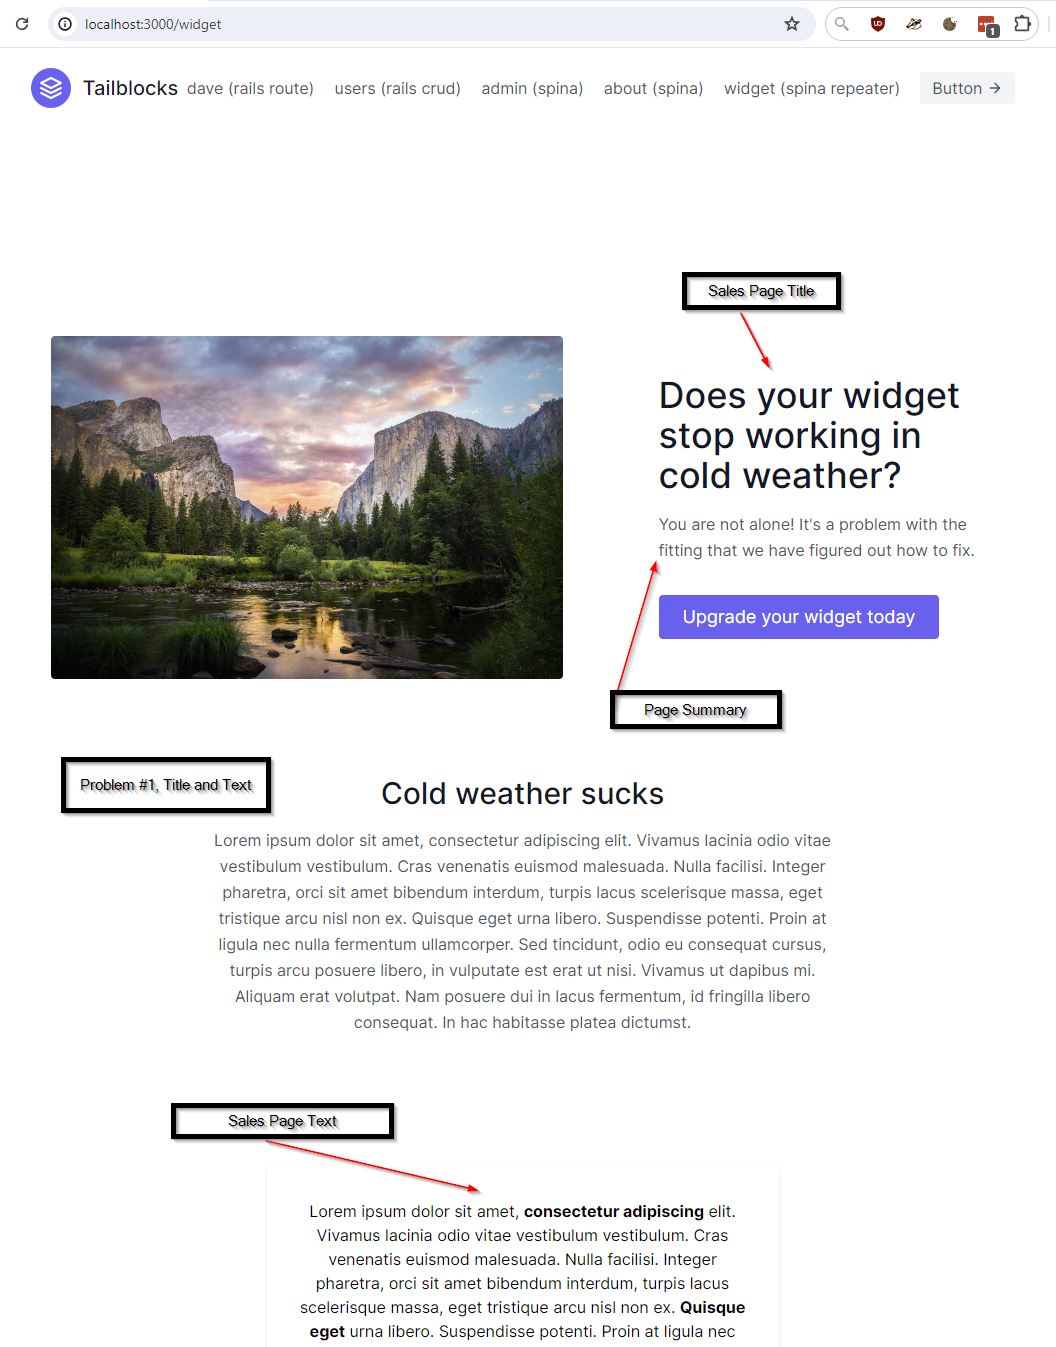 localhost:3000/widget
1
Tailblocks dave (rails route) users (rails crud) admin (spina) about (spina) widget (spina repeater) Button →
Sales Page Title
Does your widget
stop working in
cold weather?
You are not alone! It's a problem with the
fitting that we have figured out how to fix.
Upgrade your widget today
Page Summary
Problem #1, Title and Text
Cold weather sucks
Lorem ipsum dolor sit amet, consectetur adipiscing elit. Vivamus lacinia odio vitae
vestibulum vestibulum. Cras venenatis euismod malesuada. Nulla facilisi. Integer
pharetra, orci sit amet bibendum interdum, turpis lacus scelerisque massa, eget
tristique arcu nisl non ex. Quisque eget urna libero. Suspendisse potenti. Proin at
ligula nec nulla fermentum ullamcorper. Sed tincidunt, odio eu consequat cursus,
turpis arcu posuere libero, in vulputate est erat ut nisi. Vivamus ut dapibus mi.
Aliquam erat volutpat. Nam posuere dui in lacus fermentum, id fringilla libero
consequat. In hac habitasse platea dictumst.
Sales Page Text
Lorem ipsum dolor sit amet, consectetur adipiscing elit.
Vivamus lacinia odio vitae vestibulum vestibulum. Cras
venenatis euismod malesuada. Nulla facilisi. Integer
pharetra, orci sit amet bibendum interdum, turpis lacus
scelerisque massa, eget tristique arcu nisl non ex. Quisque
eget urna libero. Suspendisse potenti. Proin at ligula nec